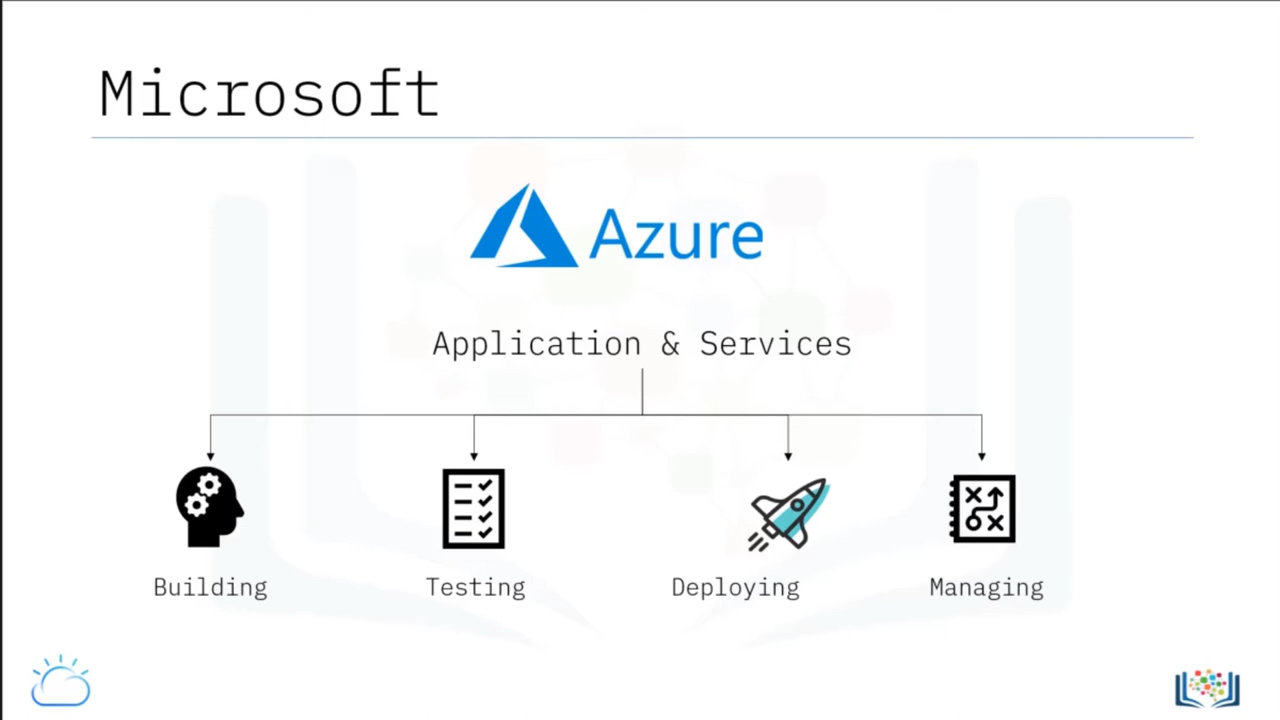 Microsoft
Azure
Application & Services
Building
Testing
Deploying
Managing